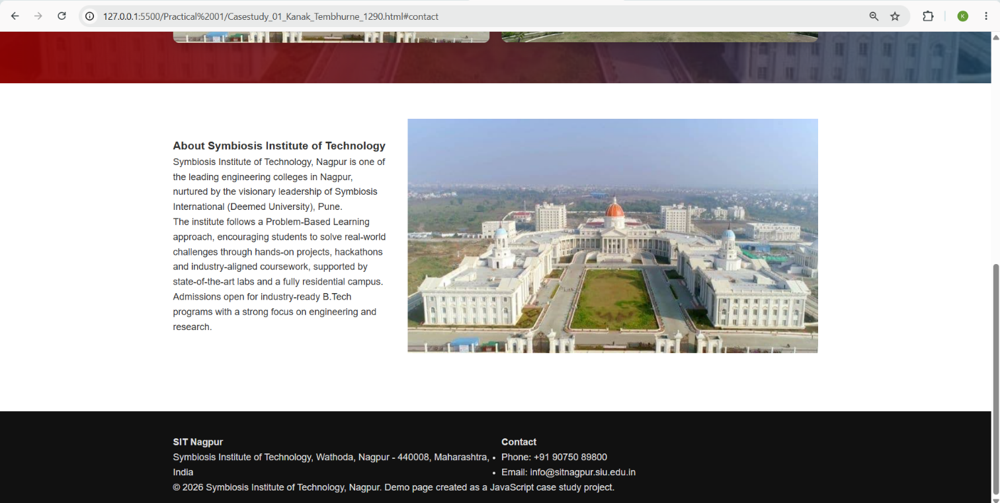 127.0.0.1:5500/Practical%2001/Casestudy_01_Kanak_Tembhurne_1290.html#contact
K
About Symbiosis Institute of Technology
Symbiosis Institute of Technology, Nagpur is one of
the leading engineering colleges in Nagpur,
nurtured by the visionary leadership of Symbiosis
International (Deemed University), Pune.
The institute follows a Problem-Based Learning
approach, encouraging students to solve real-world
challenges through hands-on projects, hackathons
and industry-aligned coursework, supported by
state-of-the-art labs and a fully residential campus.
Admissions open for industry-ready B.Tech
programs with a strong focus on engineering and
research.
SIT Nagpur
Symbiosis Institute of Technology, Wathoda, Nagpur - 440008, Maharashtra,
India
Contact
• Phone: +91 90750 89800
• Email: info@sitnagpur.siu.edu.in
© 2026 Symbiosis Institute of Technology, Nagpur. Demo page created as a JavaScript case study project.